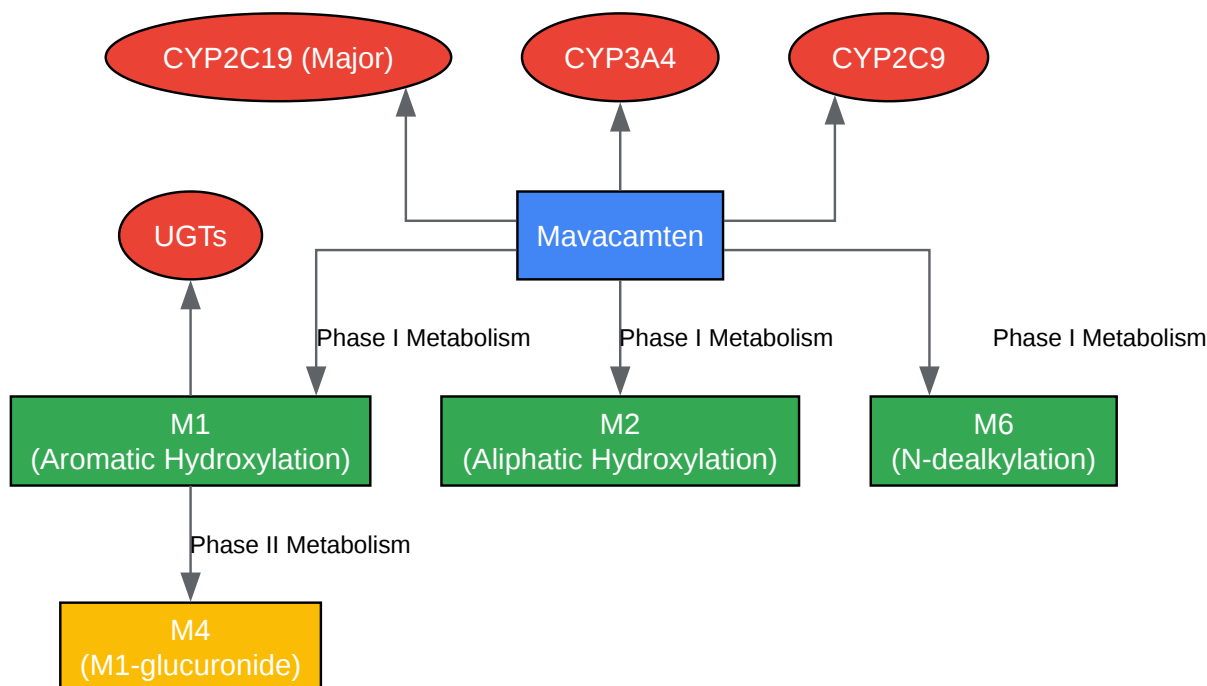 CYP2C19 (Major)
CYP3A4
CYP2C9
UGTs
Mavacamten
Phase I Metabolism
Phase I Metabolism
Phase I Metabolism
M1
(Aromatic Hydroxylation)
M2
(Aliphatic Hydroxylation)
M6
(N-dealkylation)
Phase II Metabolism
M4
(M1-glucuronide)